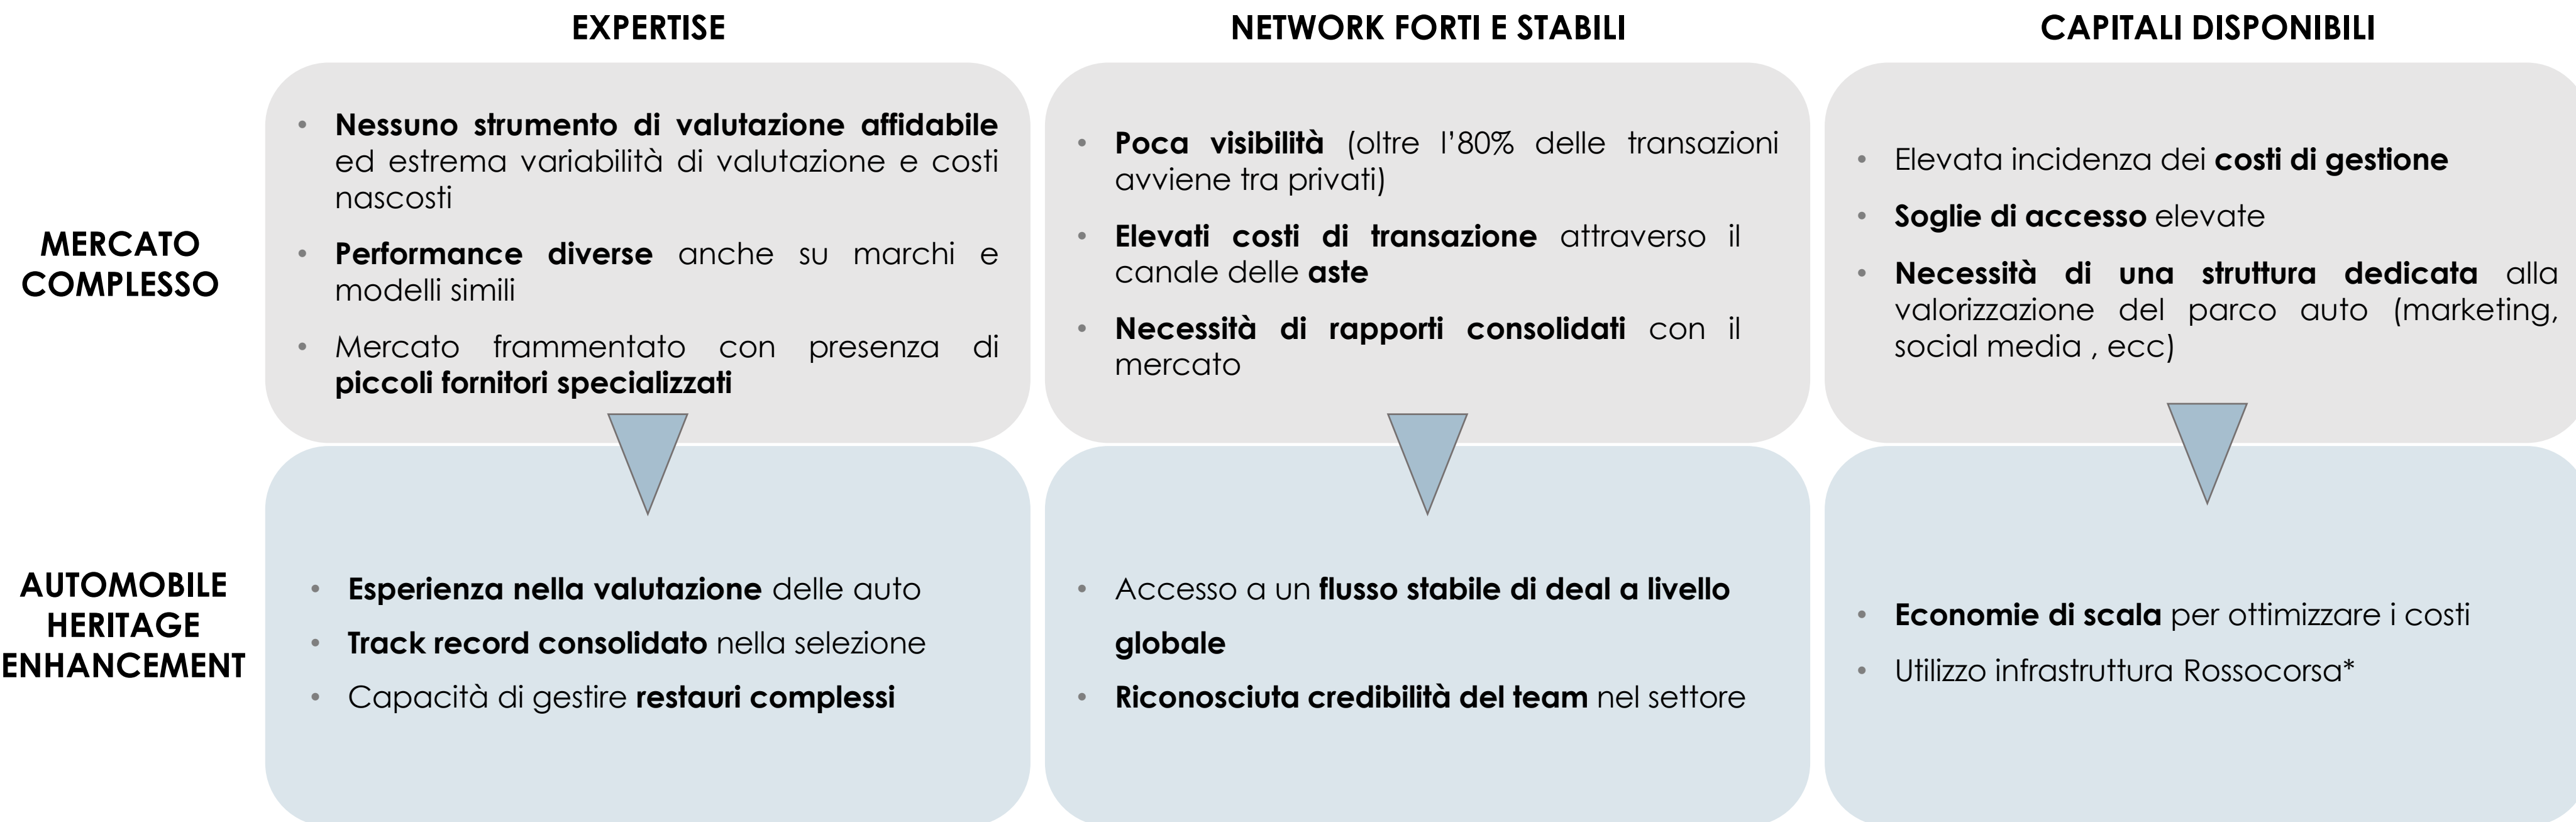 EXPERTISE
NETWORK FORTI E STABILI
CAPITALI DISPONIBILI
MERCATO
COMPLESSO
• Nessuno strumento di valutazione affidabile
ed estrema variabilità di valutazione e costi
nascosti
• Performance diverse anche su marchi e
modelli simili
• Mercato frammentato con presenza di
piccoli fornitori specializzati
• Poca visibilità (oltre l'80% delle transazioni
avviene tra privati)
• Elevati costi di transazione attraverso il
canale delle aste
• Necessità di rapporti consolidati con il
mercato
• Elevata incidenza dei costi di gestione
• Soglie di accesso elevate
• Necessità di una struttura dedicata alla
valorizzazione del parco auto (marketing,
social media , ecc)
AUTOMOBILE
HERITAGE
ENHANCEMENT
• Esperienza nella valutazione delle auto
• Track record consolidato nella selezione
• Capacità di gestire restauri complessi
• Accesso a un flusso stabile di deal a livello
globale
• Riconosciuta credibilità del team nel settore
• Economie di scala per ottimizzare i costi
• Utilizzo infrastruttura Rossocorsa*